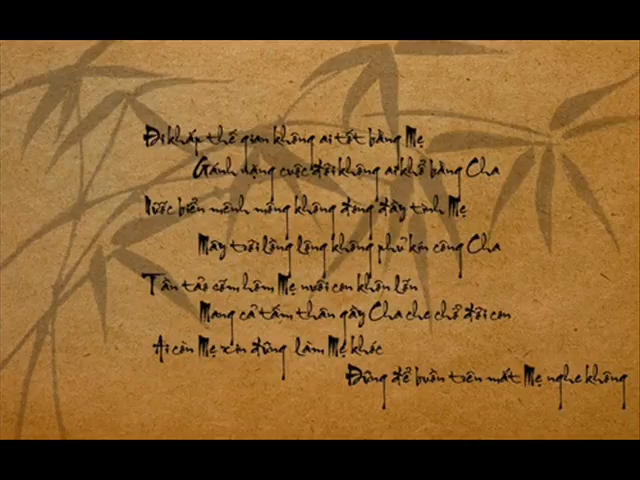 Đi khắp thế gian không ai tốt bằng Mẹ
Gánh nặng cuộc đời không ai khổ bằng Cha
Nước biển mênh mông không đong đầy tình Mẹ
Mây trời lồng lộng không phủ kín công Cha
Tần tảo sớm hôm Mẹ nuôi con khôn lớn
Mang cả tấm thân gầy Cha che chở đời con
Ai còn Mẹ xin đừng làm Mẹ khóc
Đừng để buồn trên mắt Mẹ nghe không